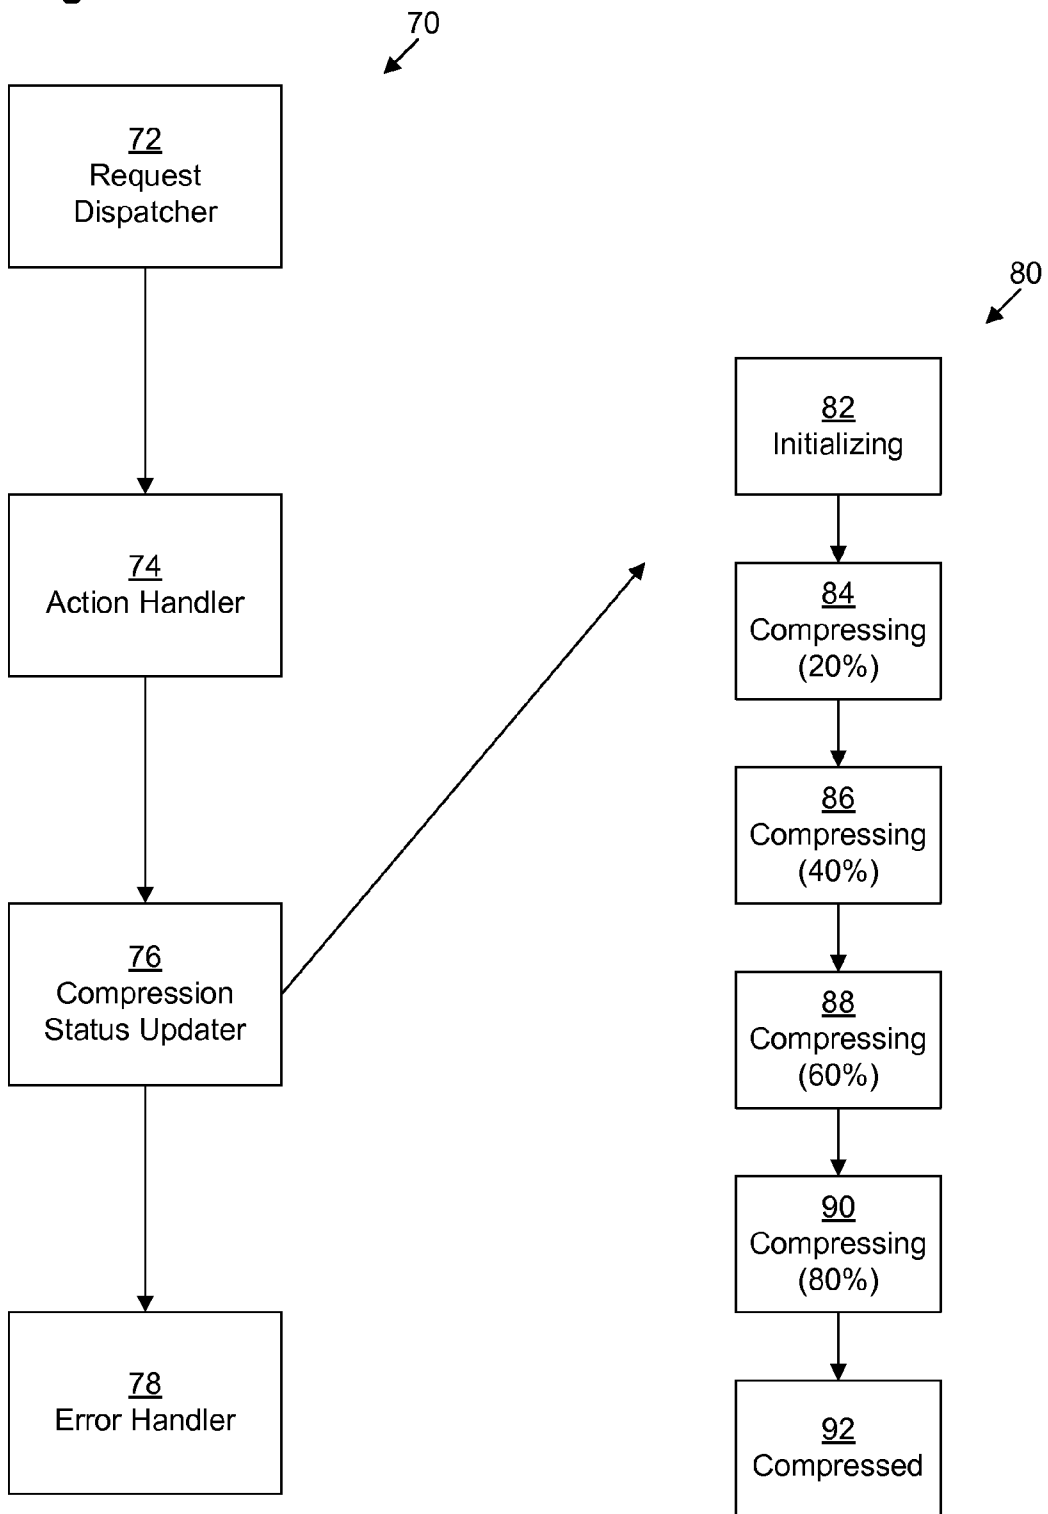 70
72
Request
Dispatcher
80
82
Initializing
74
Action Handler
84
Compressing
(20%)
86
Compressing
(40%)
76
Compression
Status Updater
88
Compressing
(60%)
90
Compressing
(80%)
78
Error Handler
92
Compressed